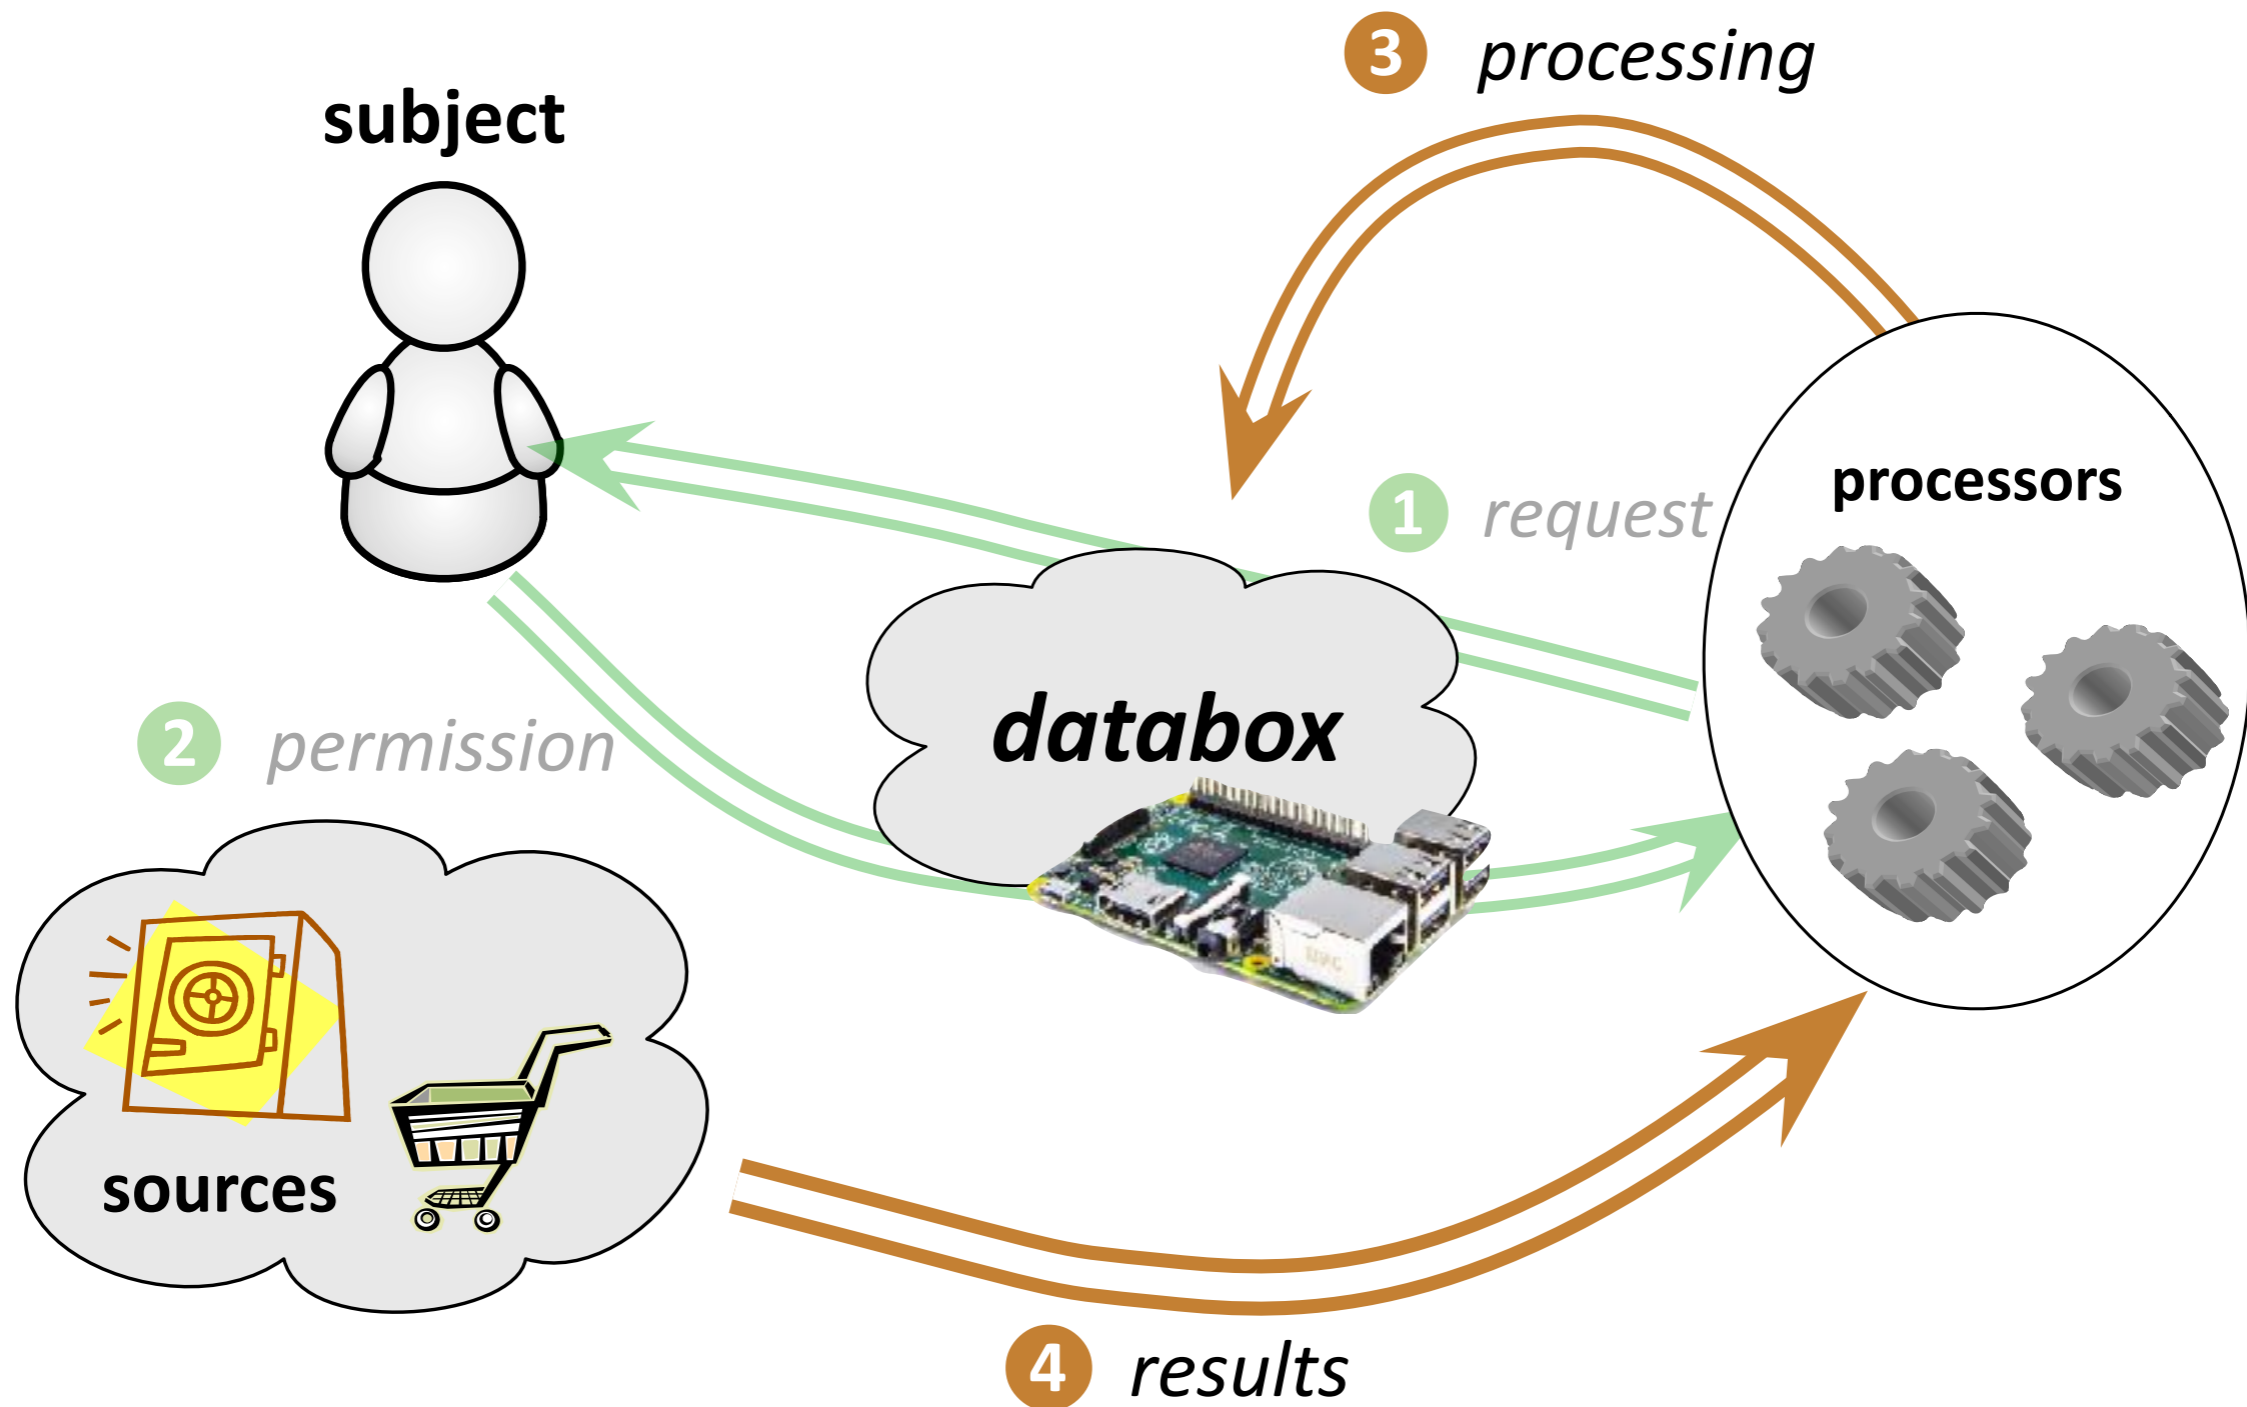 3 processing
subject
processors
1 request
databox
2 permission
sources
4 results